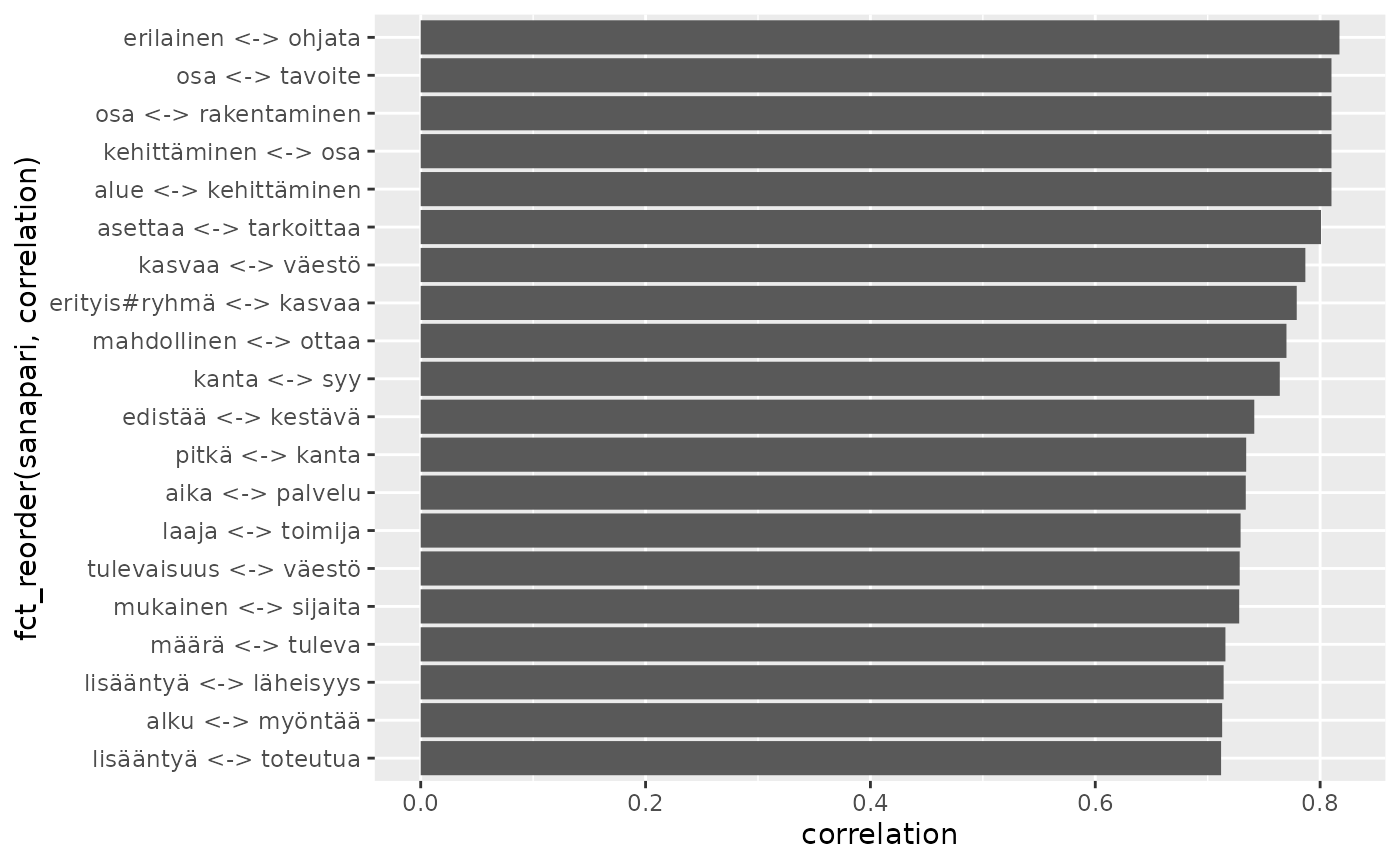 erilainen <-> ohjata
osa <-> tavoite
osa <-> rakentaminen
kehittäminen <-> osa
alue <-> kehittäminen
asettaa <-> tarkoittaa
kasvaa <-> väestö
erityis#ryhmä <-> kasvaa
mahdollinen <-> ottaa
kanta <-> syy
edistää <-> kestävä
pitkä <-> kanta
aika <-> palvelu
laaja <-> toimija
tulevaisuus <-> väestö
mukainen <-> sijaita
määrä <-> tuleva
lisääntyä <-> läheisyys
alku <-> myöntää
lisääntyä <-> toteutua
fct_reorder(sanapari, correlation)
0.0 0.2 0.4 0.6 0.8
correlation